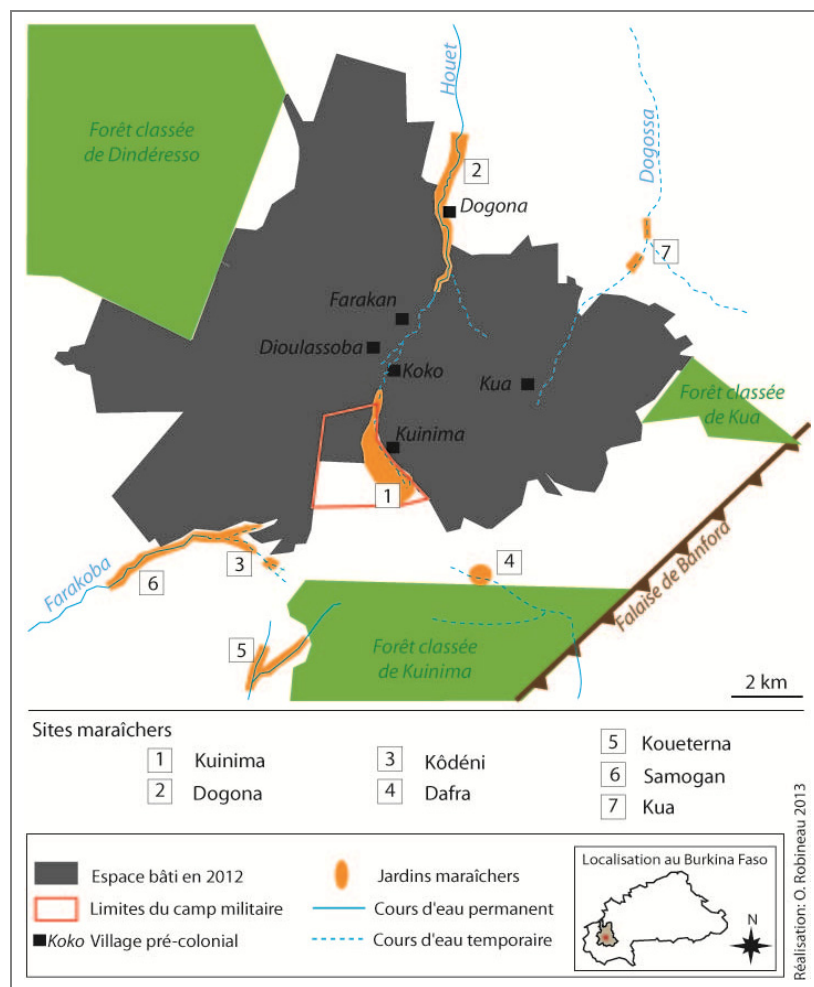 Houet
Forêt classée
de Dindéresso
Dogossa
2
Dogona
7
Farakan
Dioulassoba
Koko
Kua
Forêt classée
de Kua
Kuinima
1
3
4
Farakoba
6
Falaise de Banford
Forêt classée
de Kuinima
5
2 km
Sites maraîchers
1 Kuinima
2 Dogona
3 Kôdéni
4 Dafra
5 Koueterna
6 Samogan
7 Kua
Espace bâti en 2012
Limites du camp militaire
Koko Village pré-colonial
Jardins maraîchers
Cours d'eau permanent
Cours d'eau temporaire
Localisation au Burkina Faso
N
Réalisation: O. Robineau 2013